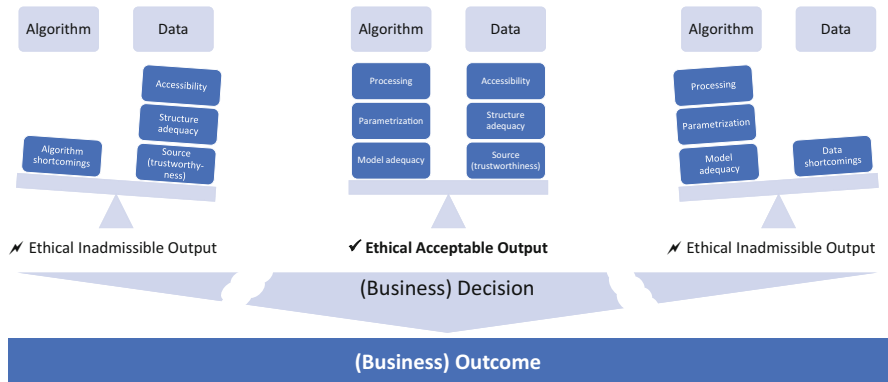 Algorithm
Data
Accessibility
Structure
adequacy
Algorithm
shortcomings
Source
(trustworthy-
ness)
Ethical Inadmissible Output
Algorithm
Data
Processing
Accessibility
Parametrization
Structure
adequacy
Model adequacy
Source
(trustworthiness)
✓ Ethical Acceptable Output
Algorithm
Data
Processing
Parametrization
Model
adequacy
Data
shortcomings
Ethical Inadmissible Output
(Business) Decision
(Business) Outcome